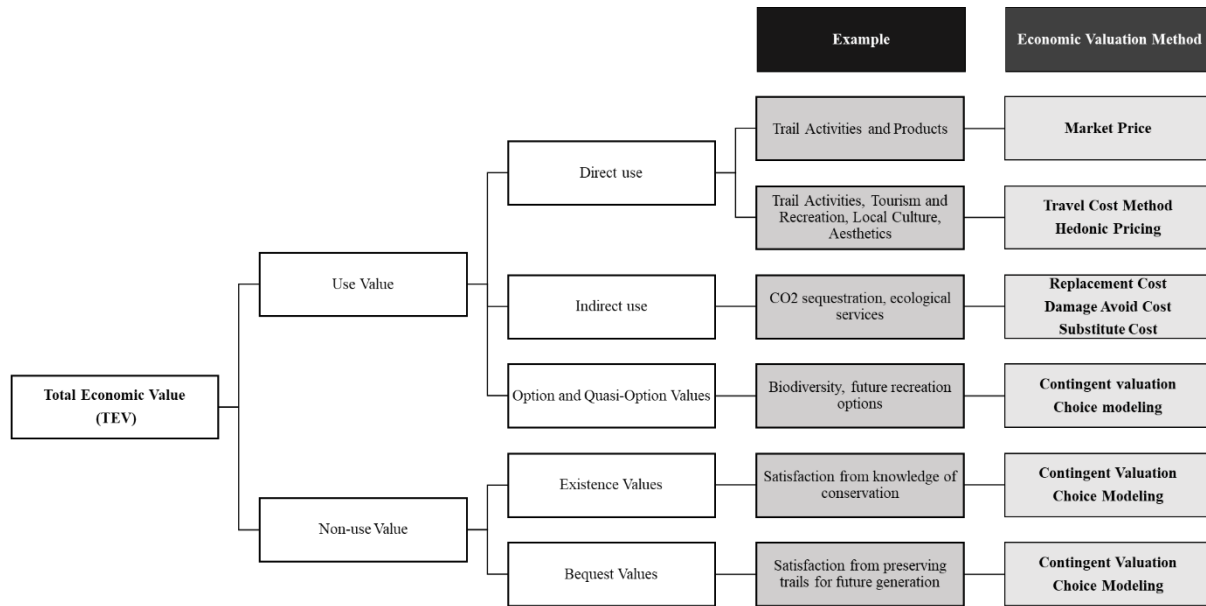 Example
Economic Valuation Method
Trail Activities and Products
Market Price
Direct use
Trail Activities, Tourism and
Recreation, Local Culture,
Aesthetics
Travel Cost Method
Hedonic Pricing
Use Value
Indirect use
CO2 sequestration, ecological
services
Replacement Cost
Damage Avoid Cost
Substitute Cost
Total Economic Value
(TEV)
Option and Quasi-Option Values
Biodiversity, future recreation
options
Contingent valuation
Choice modeling
Existence Values
Satisfaction from knowledge of
conservation
Contingent Valuation
Choice Modeling
Non-use Value
Bequest Values
Satisfaction from preserving
trails for future generation
Contingent Valuation
Choice Modeling